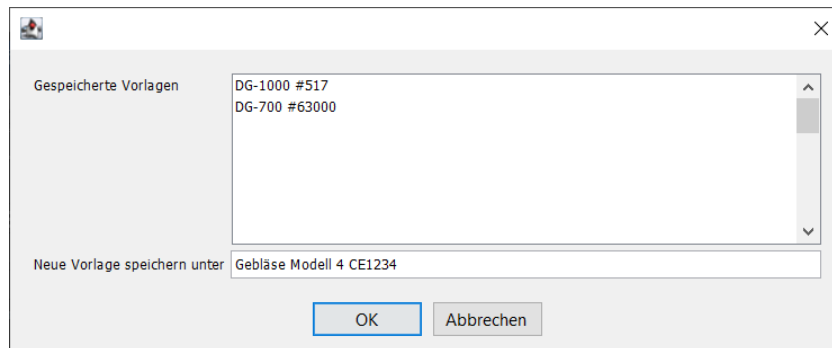 Gespeicherte Vorlagen
DG-1000 #517
DG-700 #63000
Neue Vorlage speichern unter
Gebläse Modell 4 CE1234
OK
Abbrechen